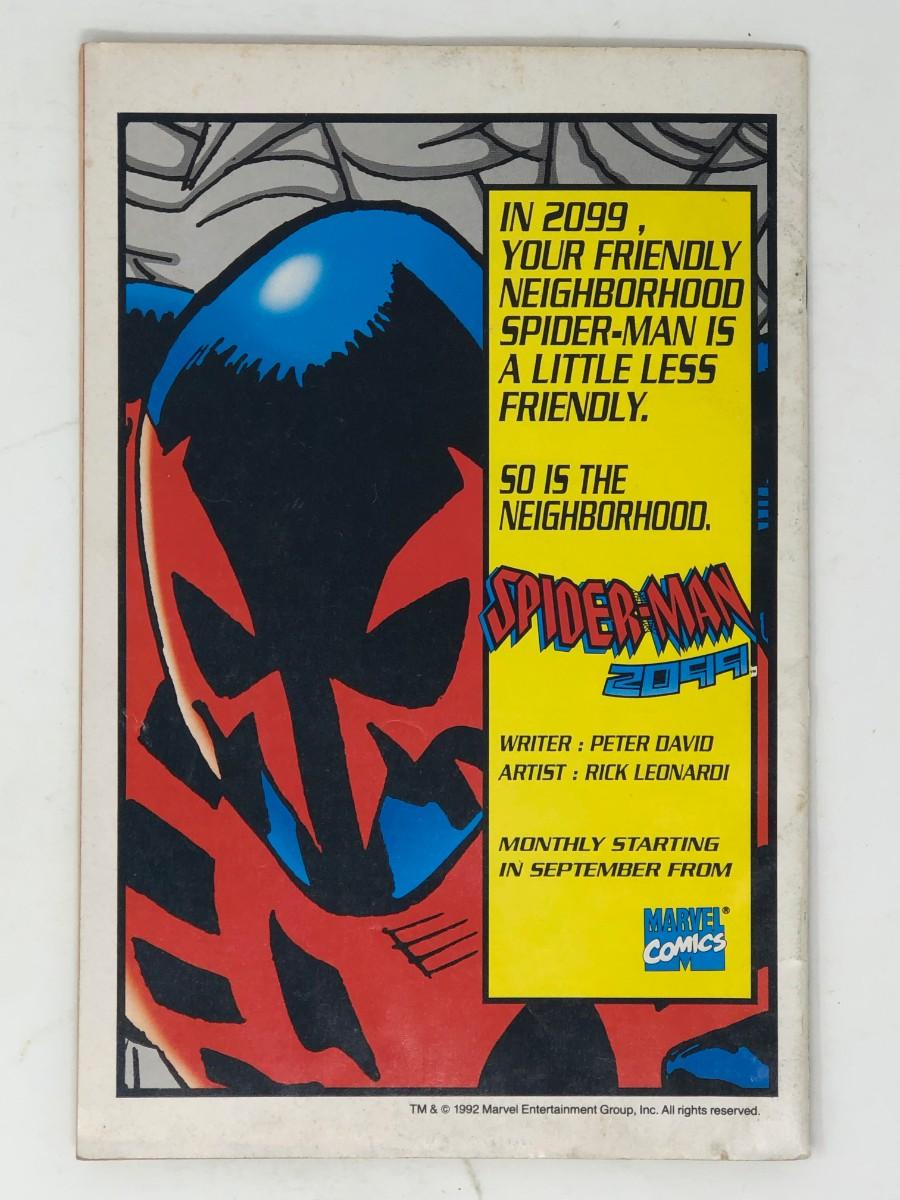 IN 2099 ,
YOUR FRIENDLY
NEIGHBORHOOD
SPIDER-MAN IS
A LITTLE LESS
FRIENDLY.
SO IS THE
NEIGHBORHOOD.
SPIDER-MAN
2099 ™
WRITER : PETER DAVID
ARTIST : RICK LEONARDI
MONTHLY STARTING
IN SEPTEMBER FROM
MARVEL®
COMICS
TM & © 1992 Marvel Entertainment Group, Inc. All rights reserved.